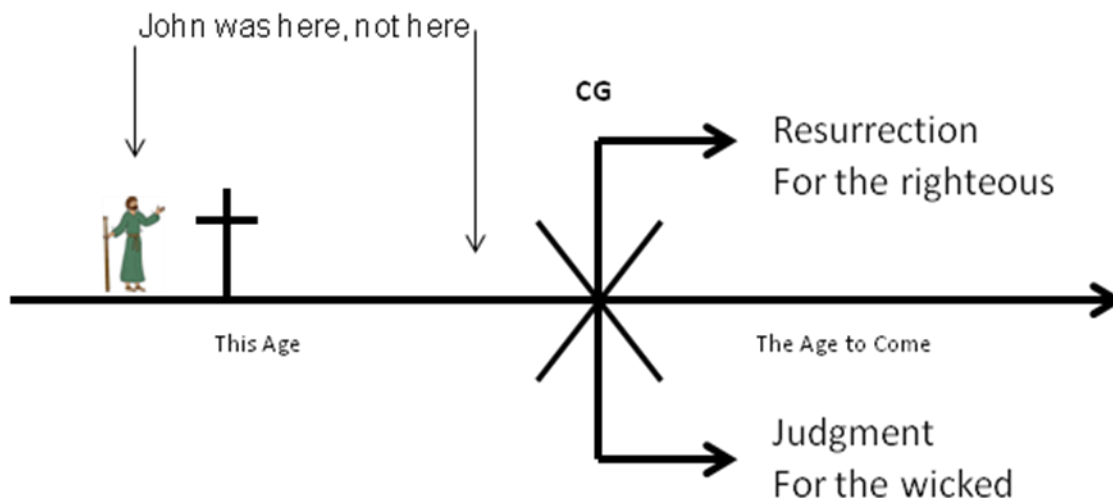 John was here, not here
CG
Resurrection
For the righteous
This Age
The Age to Come
Judgment
For the wicked